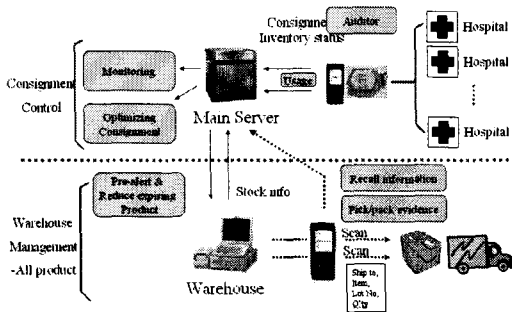 Consignme
Inventory status
Auditor
Hospital
Hospital
Hospital
Monitoring
Usage
Consignment
Control
Optimizing
Consignment
Main Server
Pre-alert &
Reduce expiring
Product
Stock info
Recall information
Pick/pack evidence
Warehouse
Management
-All product
Scan
Scan
Warehouse
Ship to,
Item,
Lot No,
Q'ty